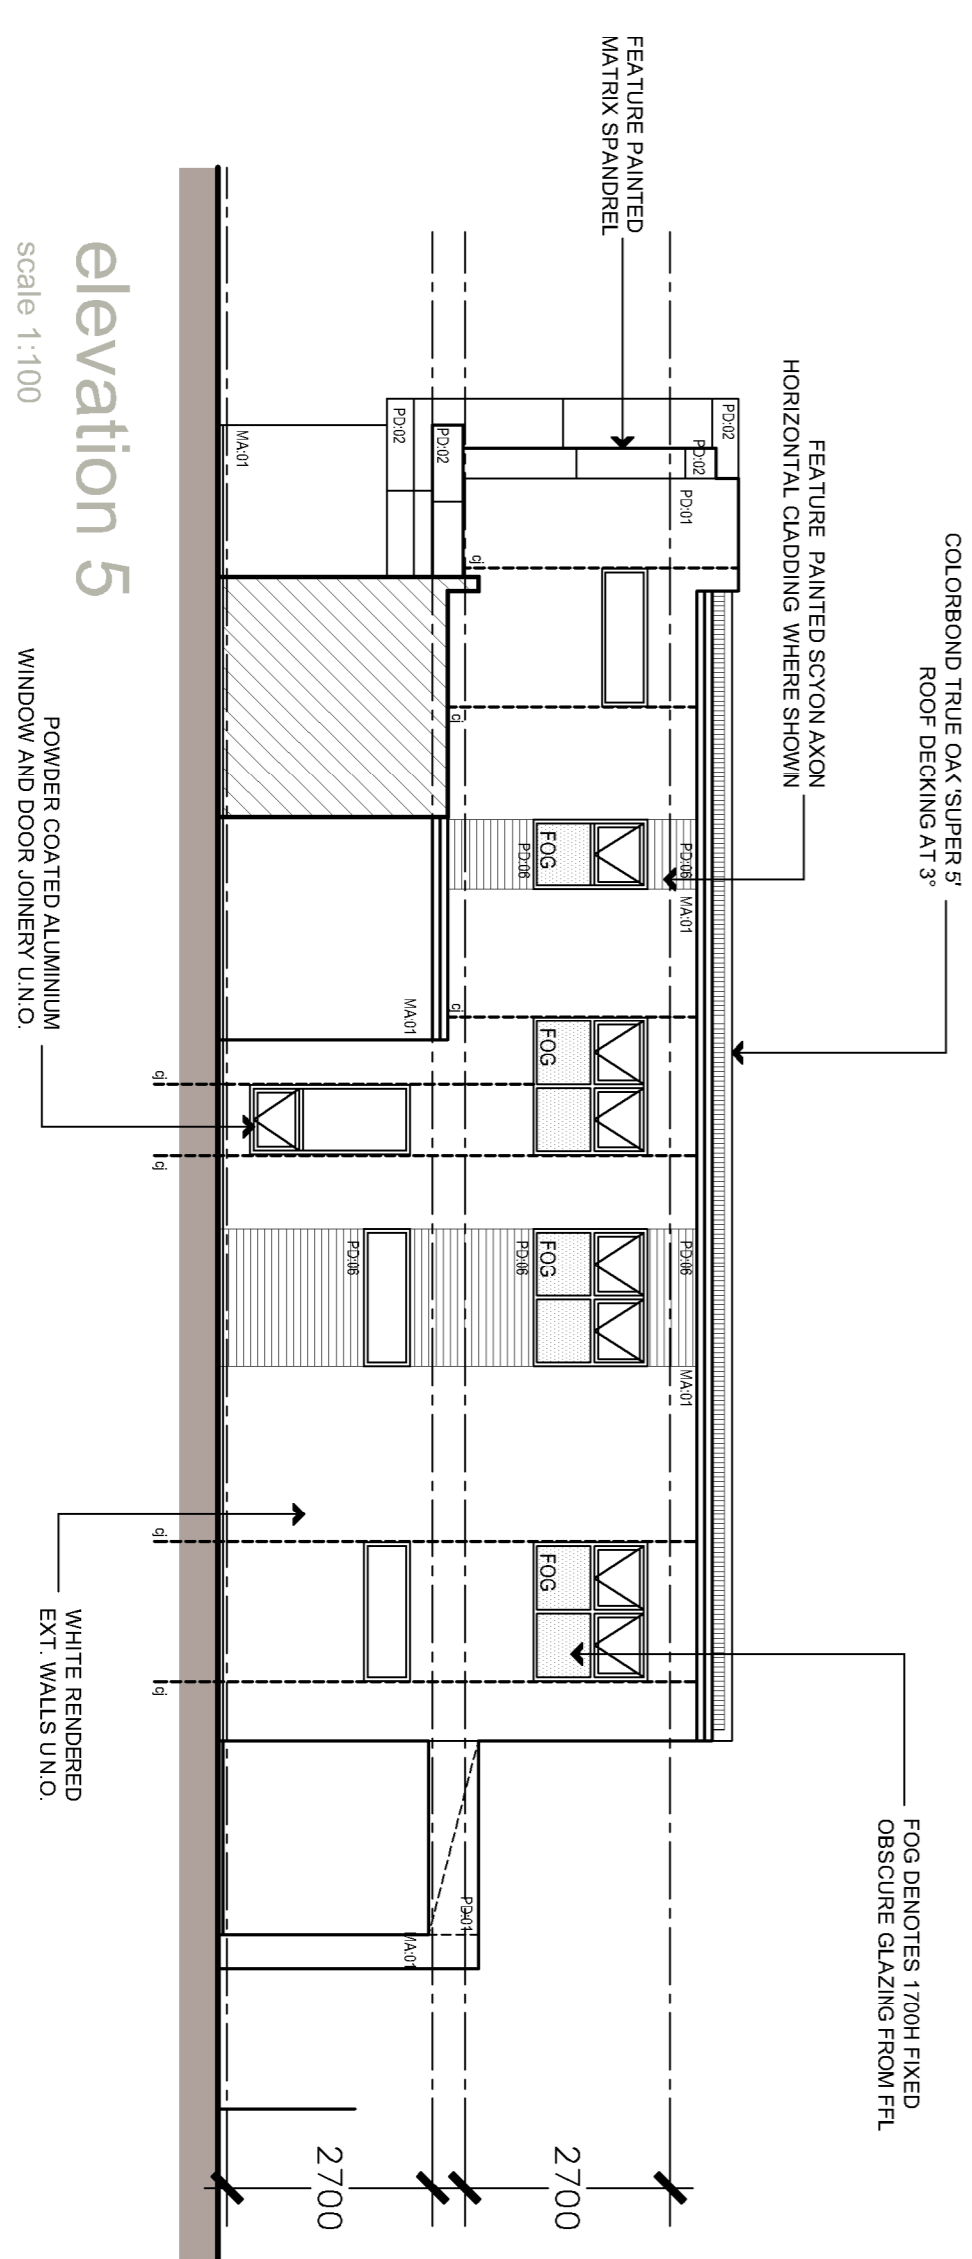 COLORBOND TRUE OAK 'SUPER 5'
ROOF DECKING AT 3°
FOG DENOTES 1700H FIXED
OBSCURE GLAZING FROM FFL
FEATURE PAINTED SCYON AXON
HORIZONTAL CLADDING WHERE SHOWN
FEATURE PAINTED
MATRIX SPANDREL
PD:02
PD:02
PD:01
PD:06
MA:01
PD:06
MA:01
2700
FOG
FOG
FOG
FOG
PD:06
PD:06
cj
cj
cj
PD:02
PD:02
PD:01
MA:01
MA:01
PD:06
MA:01
2700
cj
cj
cj
cj
elevation 5
scale 1:100
POWDER COATED ALUMINIUM
WINDOW AND DOOR JOINERY U.N.O.
WHITE RENDERED
EXT. WALLS U.N.O.